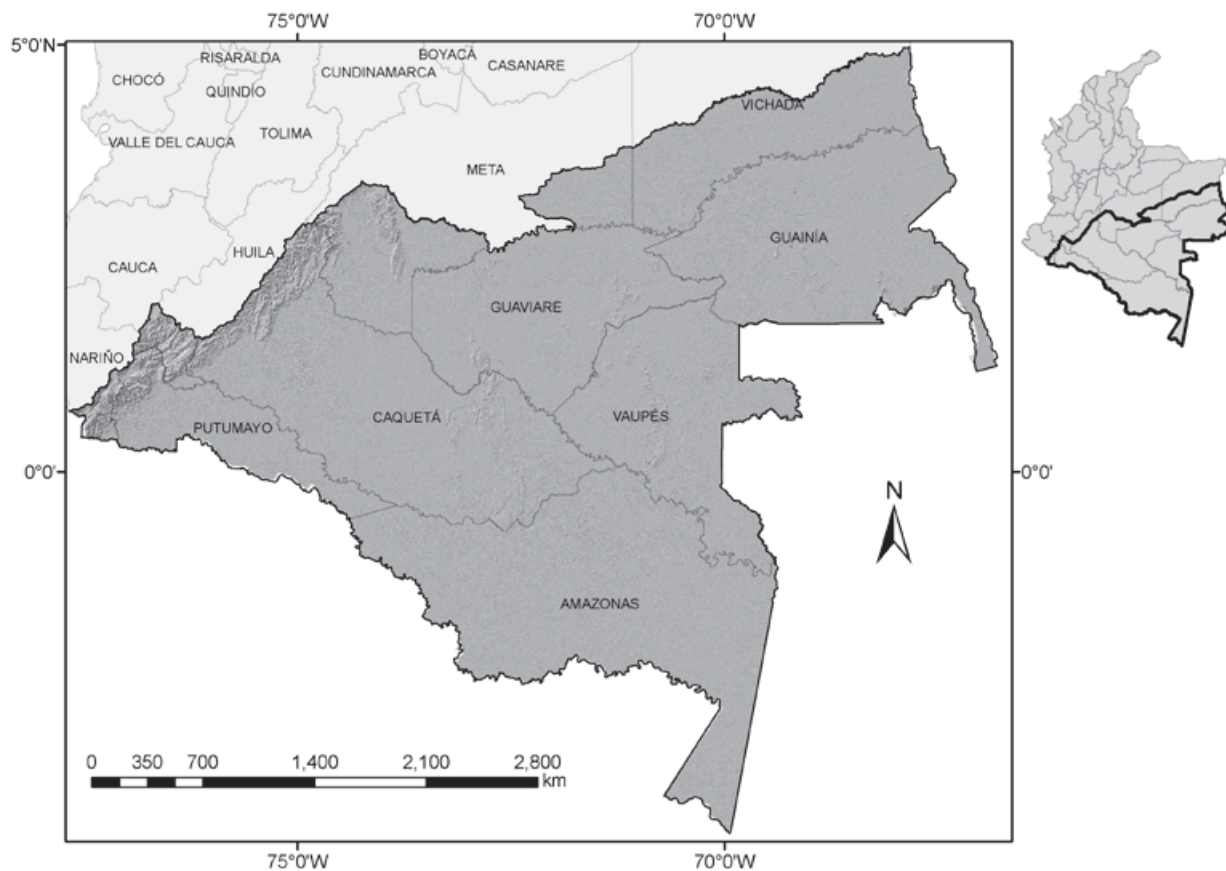 75°0'W 70°0'W
5°0'N
RISARALDA
BOYACÁ
CHOCÓ
CUNDINAMARCA
CASANARE
QUINDÍO
VICHADA
TOLIMA
VALLE DEL CAUCA
META
GUAINÍA
HUILA
CAUCA
GUAVIARE
NARIÑO
VAUPÉS
CAQUETÁ
PUTUMAYO
0°0' 0°0'
N
AMAZONAS
0 350 700 1,400 2,100 2,800
km
75°0'W 70°0'W